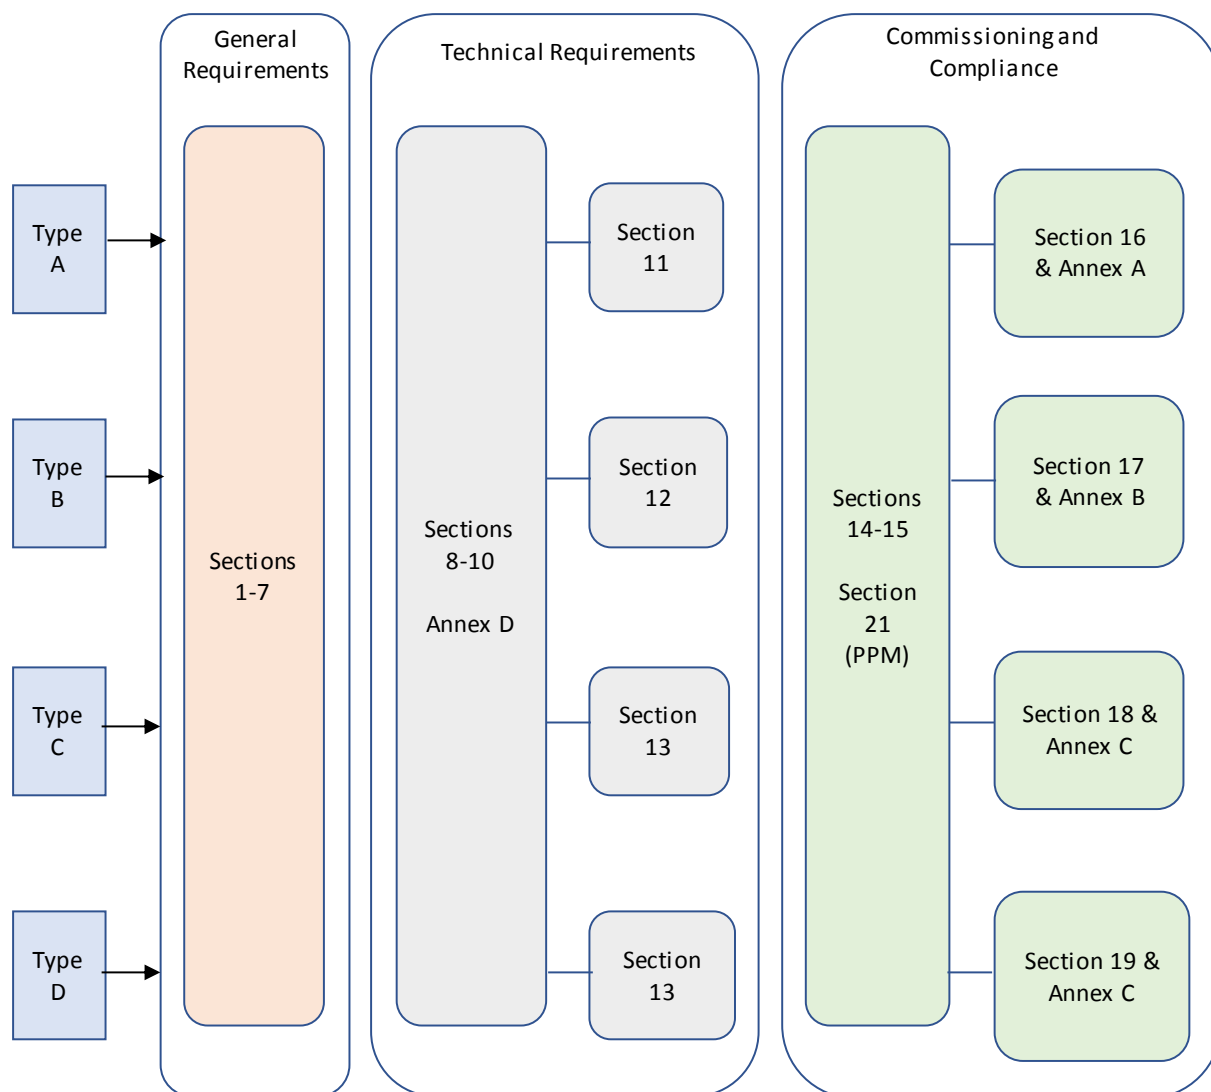 General
Requirements
Technical Requirements
Commissioning and
Compliance
Type
A
Type
B
Type
C
Type
D
Sections
1-7
Sections
8-10
Annex D
Section
11
Section
12
Section
13
Section
13
Sections
14-15
Section
21
(PPM)
Section 16
& Annex A
Section 17
& Annex B
Section 18 &
Annex C
Section 19 &
Annex C